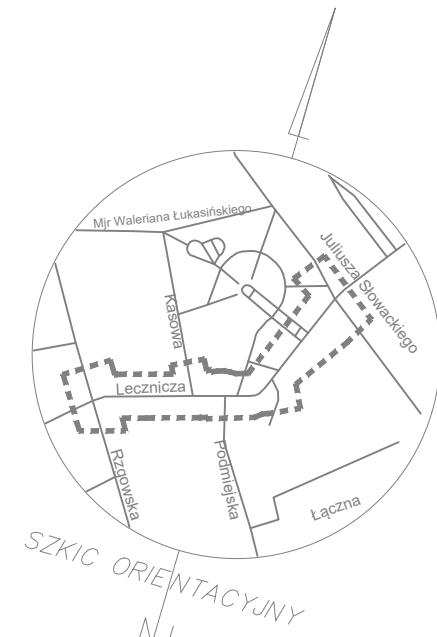 Mjr Waleriana Łukasińskiego
Juliusza Słowackiego
Kasowa
Lecznicza
Rzgowska
Podmiejska
Łączna
SZKIC ORIENTACYJNY
N